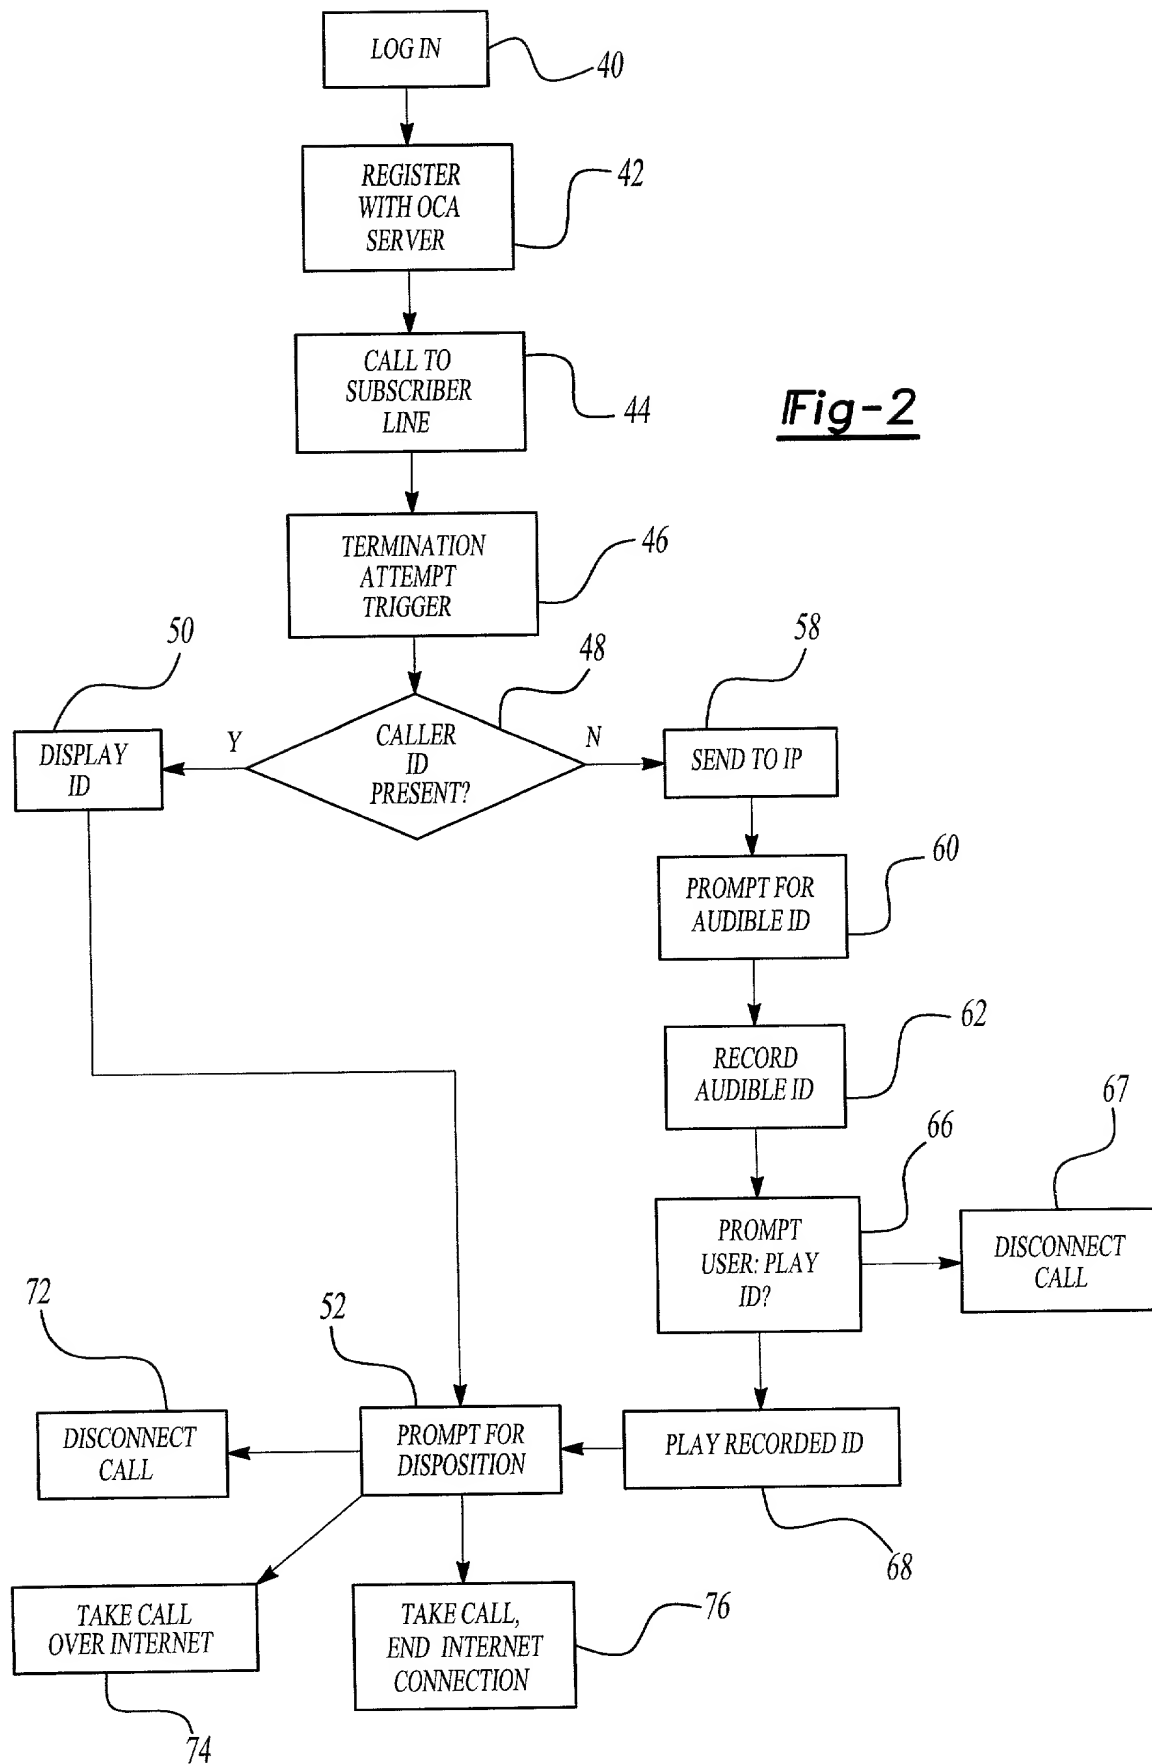 LOG IN
40
REGISTER
WITH OCA
SERVER
42
CALL TO
SUBSCRIBER
LINE
44
Fig-2
TERMINATION
ATTEMPT
TRIGGER
46
50
48
58
DISPLAY
ID
Y
CALLER
ID
PRESENT?
N
SEND TO IP
60
PROMPT FOR
AUDIBLE ID
62
RECORD
AUDIBLE ID
67
66
PROMPT
USER: PLAY
ID?
DISCONNECT
CALL
72
52
DISCONNECT
CALL
PROMPT FOR
DISPOSITION
PLAY RECORDED ID
68
TAKE CALL
OVER INTERNET
74
TAKE CALL,
END INTERNET
CONNECTION
76